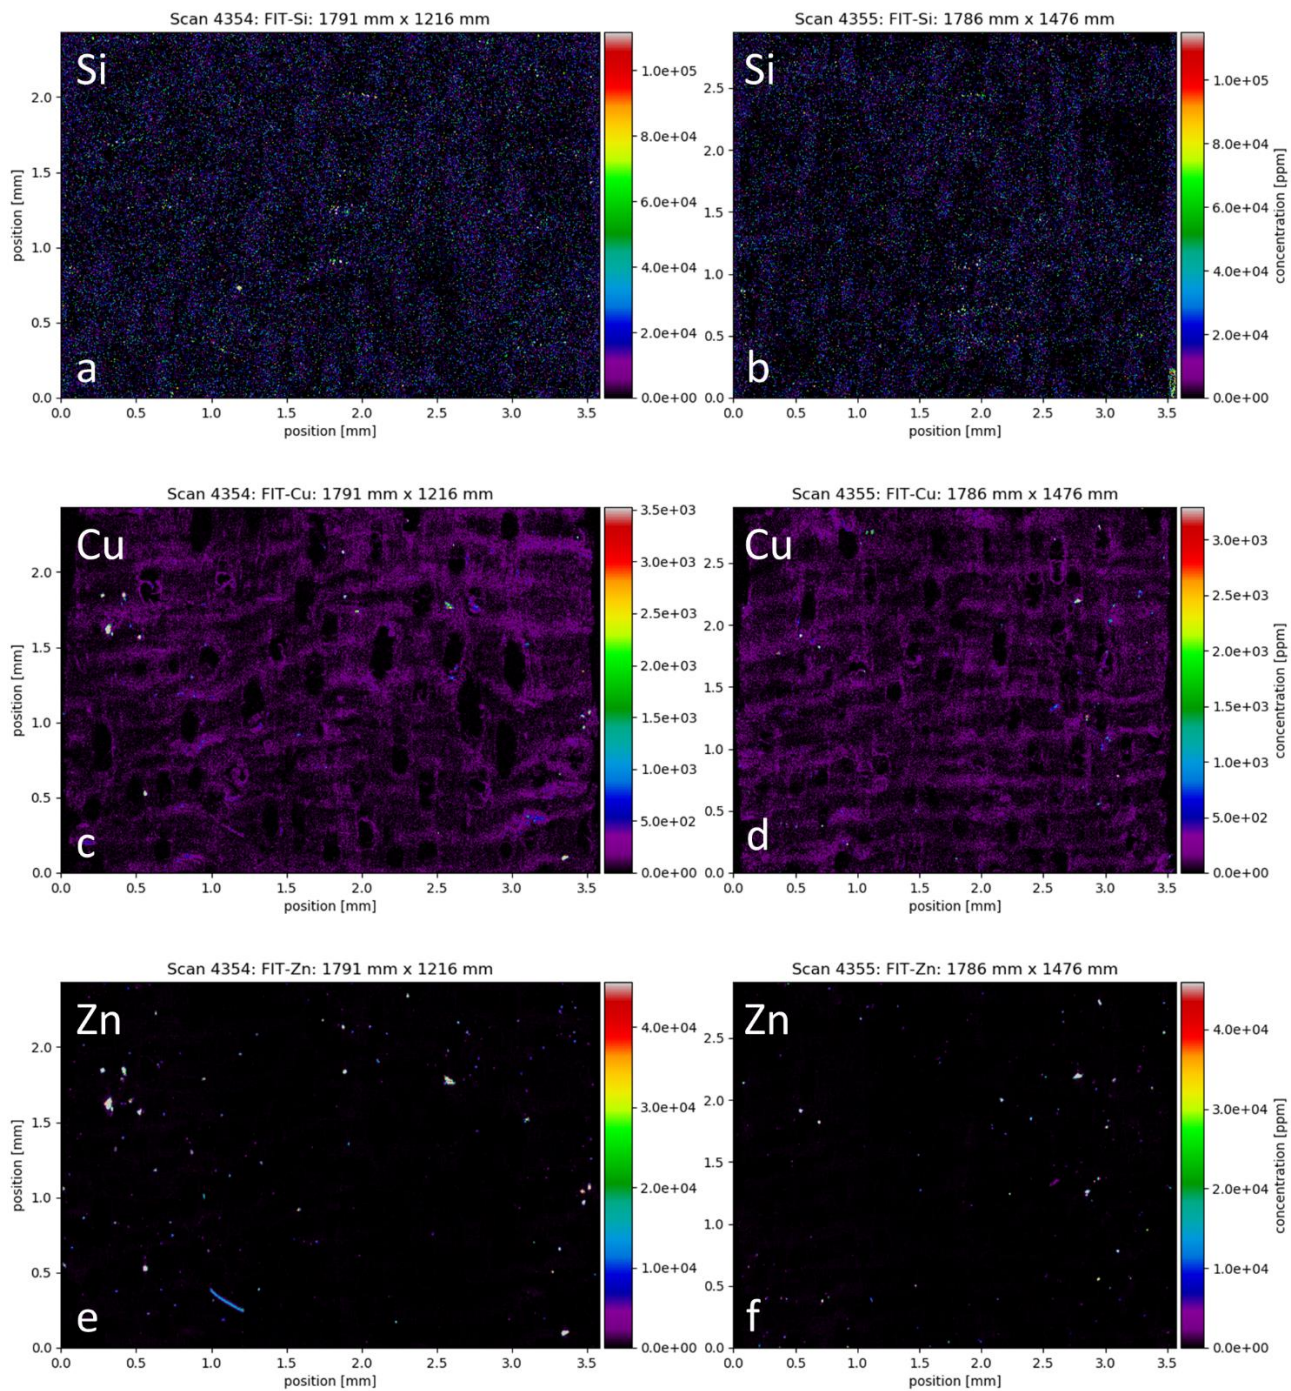 Scan 4354: FIT-Si: 1791 mm x 1216 mm
Si
a
position [mm]
2.0
1.5
1.0
0.5
0.0
0.0 0.5 1.0 1.5 2.0 2.5 3.0 3.5
position [mm]
1.0e+05
8.0e+04
6.0e+04
4.0e+04
2.0e+04
0.0e+00
Scan 4355: FIT-Si: 1786 mm x 1476 mm
Si
b
2.5
2.0
1.5
1.0
0.5
0.0
0.0 0.5 1.0 1.5 2.0 2.5 3.0 3.5
position [mm]
1.0e+05
8.0e+04
6.0e+04
4.0e+04
2.0e+04
0.0e+00
concentration [ppm]
Scan 4354: FIT-Cu: 1791 mm x 1216 mm
Cu
c
position [mm]
2.0
1.5
1.0
0.5
0.0
0.0 0.5 1.0 1.5 2.0 2.5 3.0 3.5
position [mm]
3.5e+03
3.0e+03
2.5e+03
2.0e+03
1.5e+03
1.0e+03
5.0e+02
0.0e+00
Scan 4355: FIT-Cu: 1786 mm x 1476 mm
Cu
d
2.5
2.0
1.5
1.0
0.5
0.0
0.0 0.5 1.0 1.5 2.0 2.5 3.0 3.5
position [mm]
3.0e+03
2.5e+03
2.0e+03
1.5e+03
1.0e+03
5.0e+02
0.0e+00
concentration [ppm]
Scan 4354: FIT-Zn: 1791 mm x 1216 mm
Zn
e
position [mm]
2.0
1.5
1.0
0.5
0.0
0.0 0.5 1.0 1.5 2.0 2.5 3.0 3.5
position [mm]
4.0e+04
3.0e+04
2.0e+04
1.0e+04
0.0e+00
Scan 4355: FIT-Zn: 1786 mm x 1476 mm
Zn
f
2.5
2.0
1.5
1.0
0.5
0.0
0.0 0.5 1.0 1.5 2.0 2.5 3.0 3.5
position [mm]
4.0e+04
3.0e+04
2.0e+04
1.0e+04
0.0e+00
concentration [ppm]